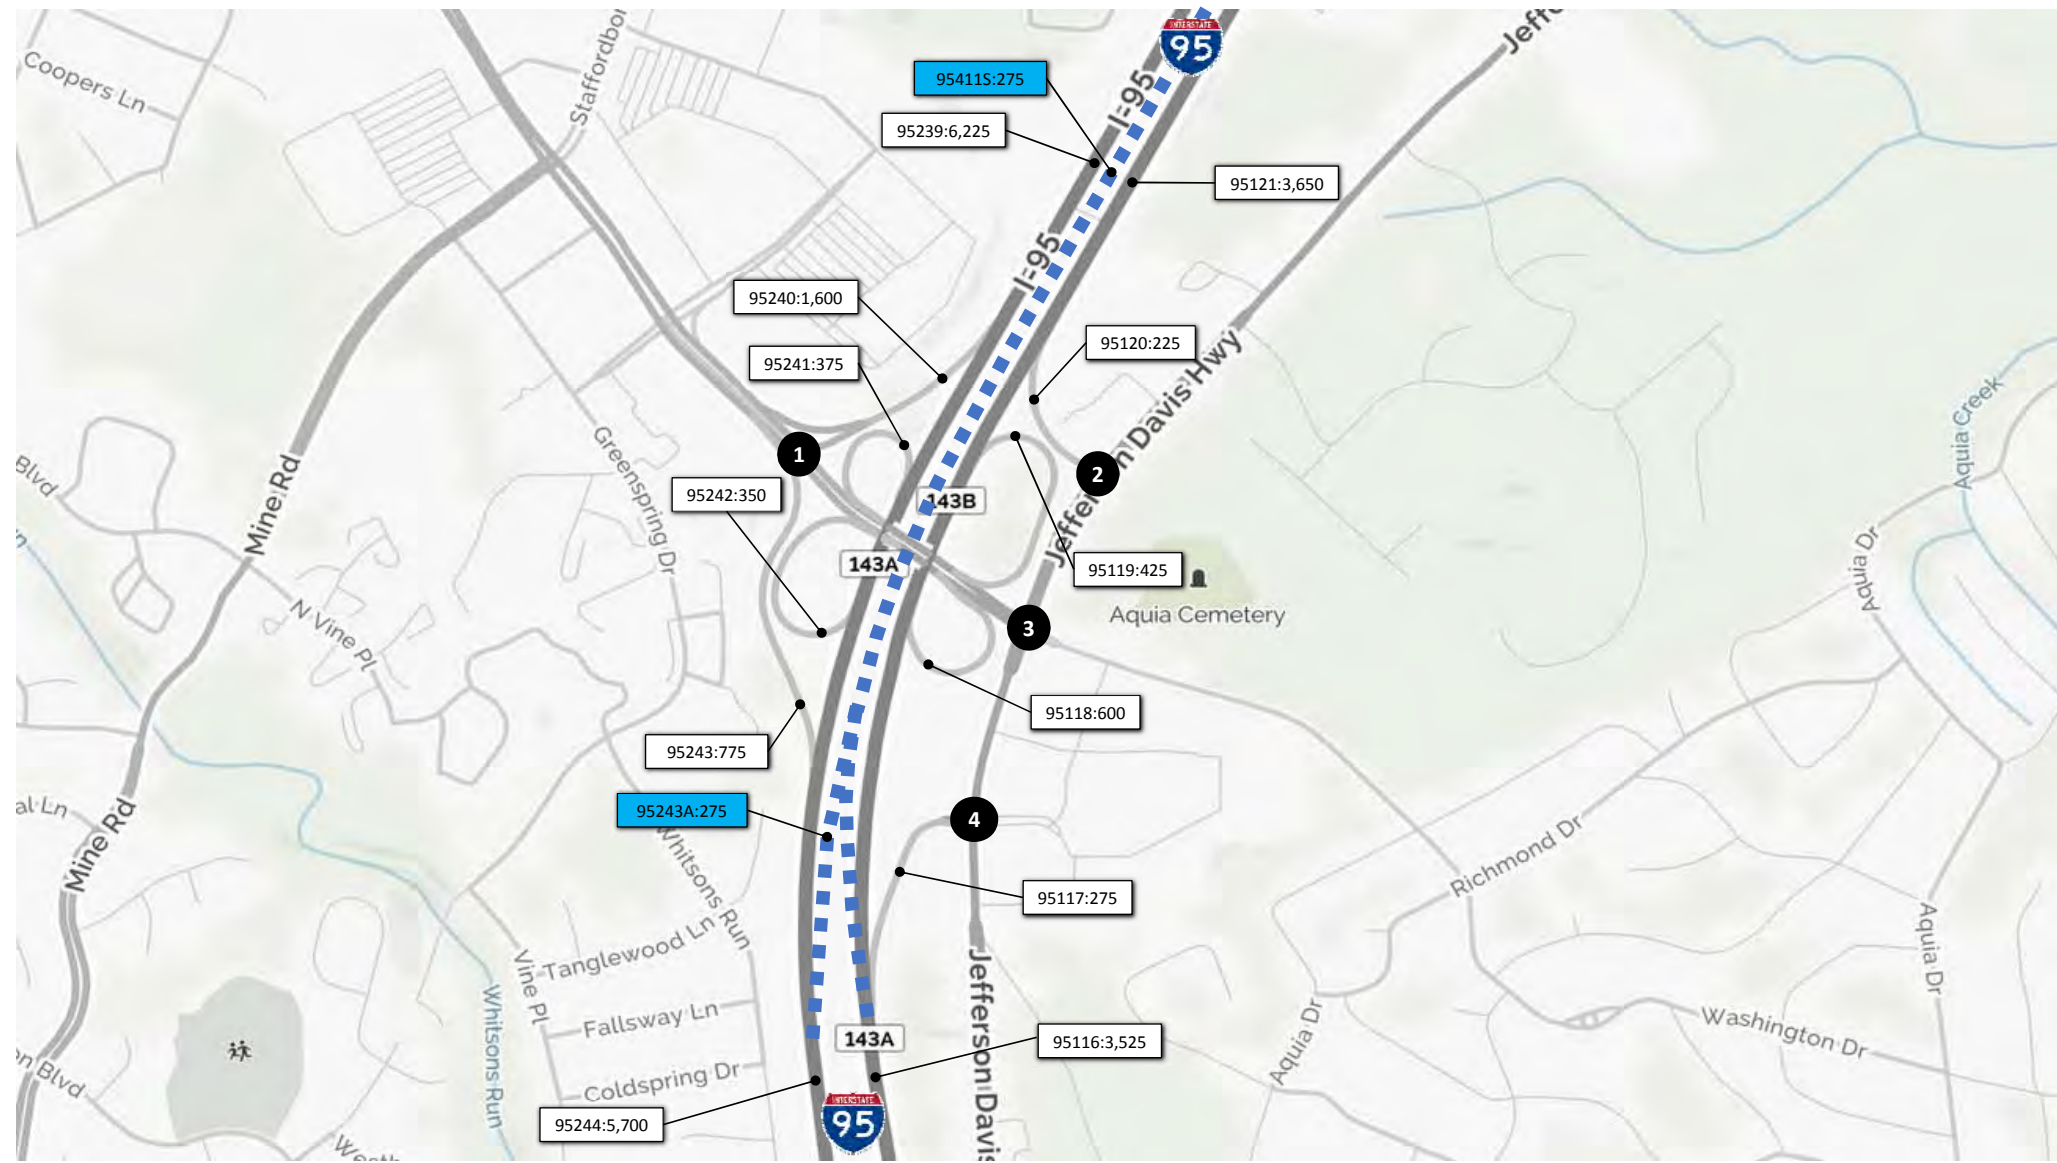 Coopers Ln
Staffordbo
INTERSTATE
95
Jeffe
95411S:275
I-95
95239:6,225
95121:3,650
I-95
95240:1,600
95120:225
95241:375
Jefferson Davis Hwy
Aquia Creek
Greenspring Dr
1
2
Blvd
Mine Rd
95242:350
143B
143A
95119:425
Aquia Dr
Aquia Cemetery
N Vine Pl
3
95118:600
95243:775
al Ln
Mine Rd
95243A:275
4
Whitsons Run
Richmond Dr
95117:275
Tanglewood Ln
Vine Pl
Aquia Dr
Whitsons Run
Fallsway Ln
Jefferson Davis
143A
95116:3,525
Aquia Dr
Washington Dr
on Blvd
Coldspring Dr
INTERSTATE
95
95244:5,700